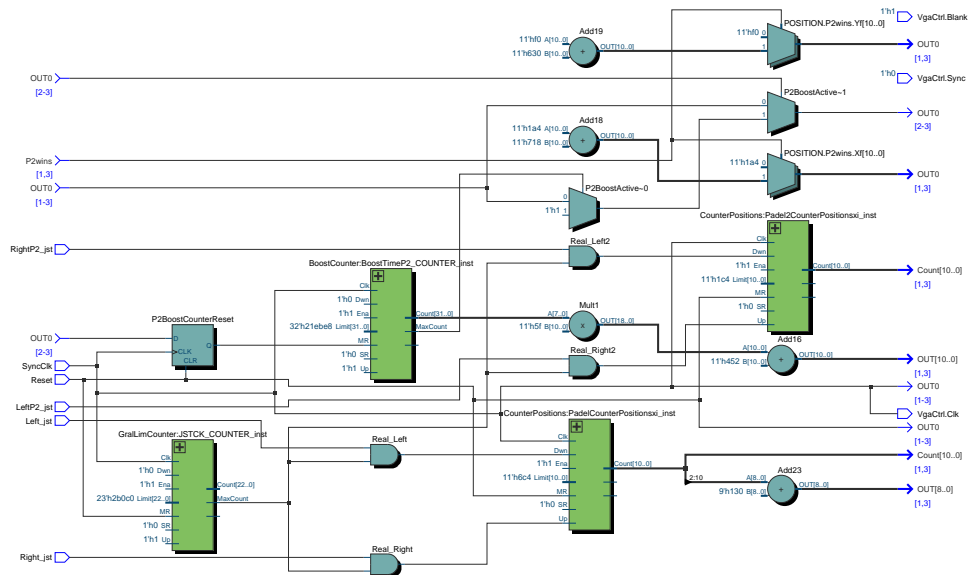 1'h1
VgaCtrl.Blank
POSITION.P2wins.Yf[10..0]
Add19
11'hf0 0
1
11'hf0 A[10..0]
11'h630 B[10..0]
OUT[10..0]
+
OUT0
[1,3]
1'h0
VgaCtrl.Sync
OUT0
[2-3]
P2BoostActive~1
0
1
OUT0
[2-3]
Add18
11'h1a4 A[10..0]
11'h718 B[10..0]
OUT[10..0]
+
POSITION.P2wins.Xf[10..0]
11'h1a4 0
1
OUT0
[1,3]
P2wins
[1,3]
OUT0
[1-3]
P2BoostActive~0
0
1'h1 1
CounterPositions:Padel2CounterPositionsxi_inst
Clk
Dwn
1'h1 Ena
11'h1c4 Limit[10..0]
MR
1'h0 SR
Up
Count[10..0]
Count[10..0]
[1,3]
RightP2_jst
Real_Left2
BoostCounter:BoostTimeP2_COUNTER_inst
Clk
1'h0 Dwn
1'h1 Ena
32'h21ebe8 Limit[31..0]
MR
1'h0 SR
1'h1 Up
Count[31..0]
MaxCount
Mult1
A[7..0]
11'h5f B[10..0]
OUT[18..0]
x
P2BoostCounterReset
D
CLK
CLR
Q
OUT0
[2-3]
SyncClk
Reset
Real_Right2
Add16
A[10..0]
11'h452 B[10..0]
OUT[10..0]
+
OUT[10..0]
[1,3]
OUT0
[1-3]
LeftP2_jst
Left_jst
VgaCtrl.Clk
OUT0
[1-3]
CounterPositions:PadelCounterPositionsxi_inst
Clk
Dwn
1'h1 Ena
11'h6c4 Limit[10..0]
MR
1'h0 SR
Up
Count[10..0]
GralLimCounter:JSTCK_COUNTER_inst
Clk
1'h0 Dwn
1'h1 Ena
23'h2b0c0 Limit[22..0]
MR
1'h0 SR
1'h1 Up
Count[22..0]
MaxCount
Real_Left
Count[10..0]
[1,3]
2:10
Add23
A[8..0]
9'h130 B[8..0]
OUT[8..0]
+
OUT[8..0]
[1,3]
Right_jst
Real_Right